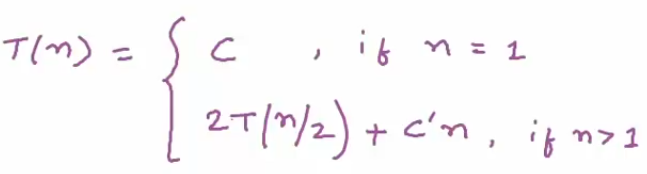 T(n) = { C , if n = 1
2T(n/2) + C'n , if n > 1